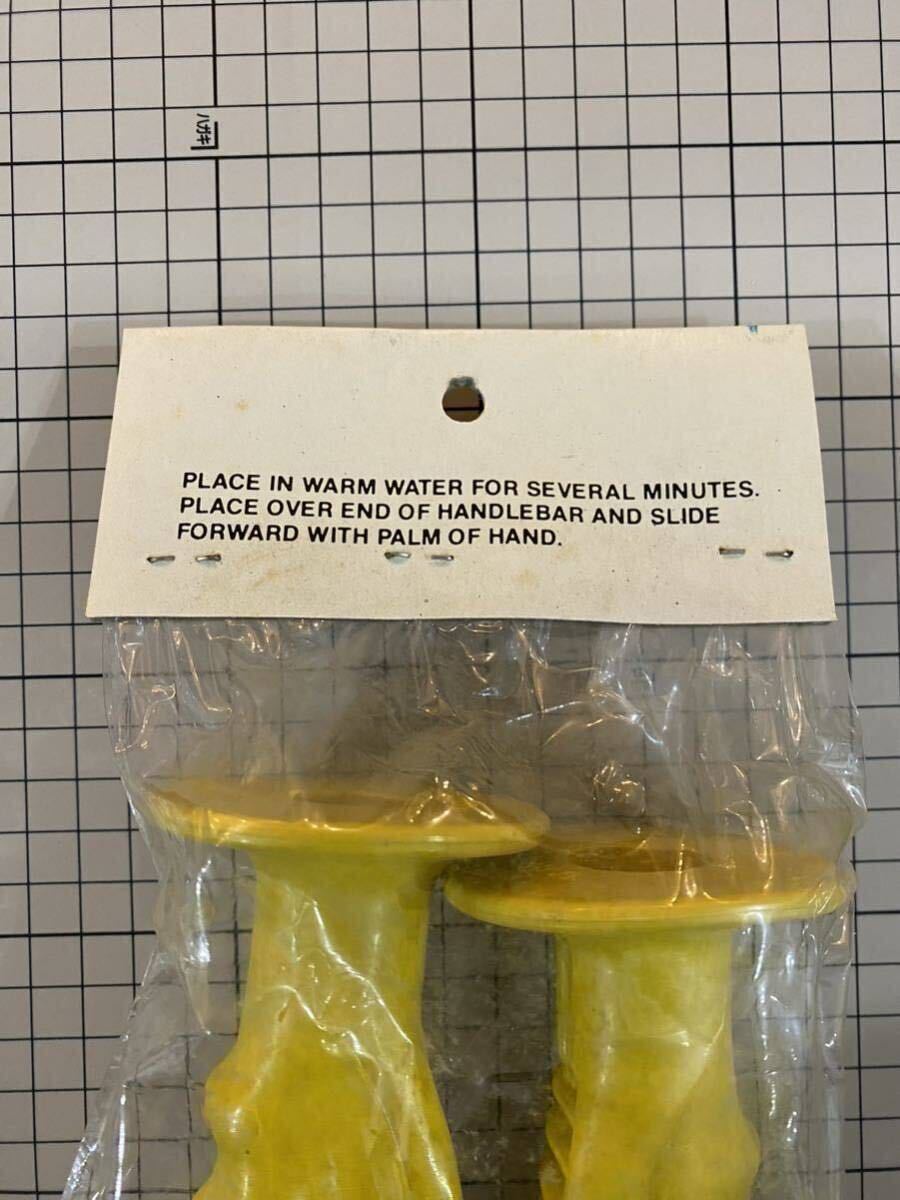 ハガキ
PLACE IN WARM WATER FOR SEVERAL MINUTES.
PLACE OVER END OF HANDLEBAR AND SLIDE
FORWARD WITH PALM OF HAND.